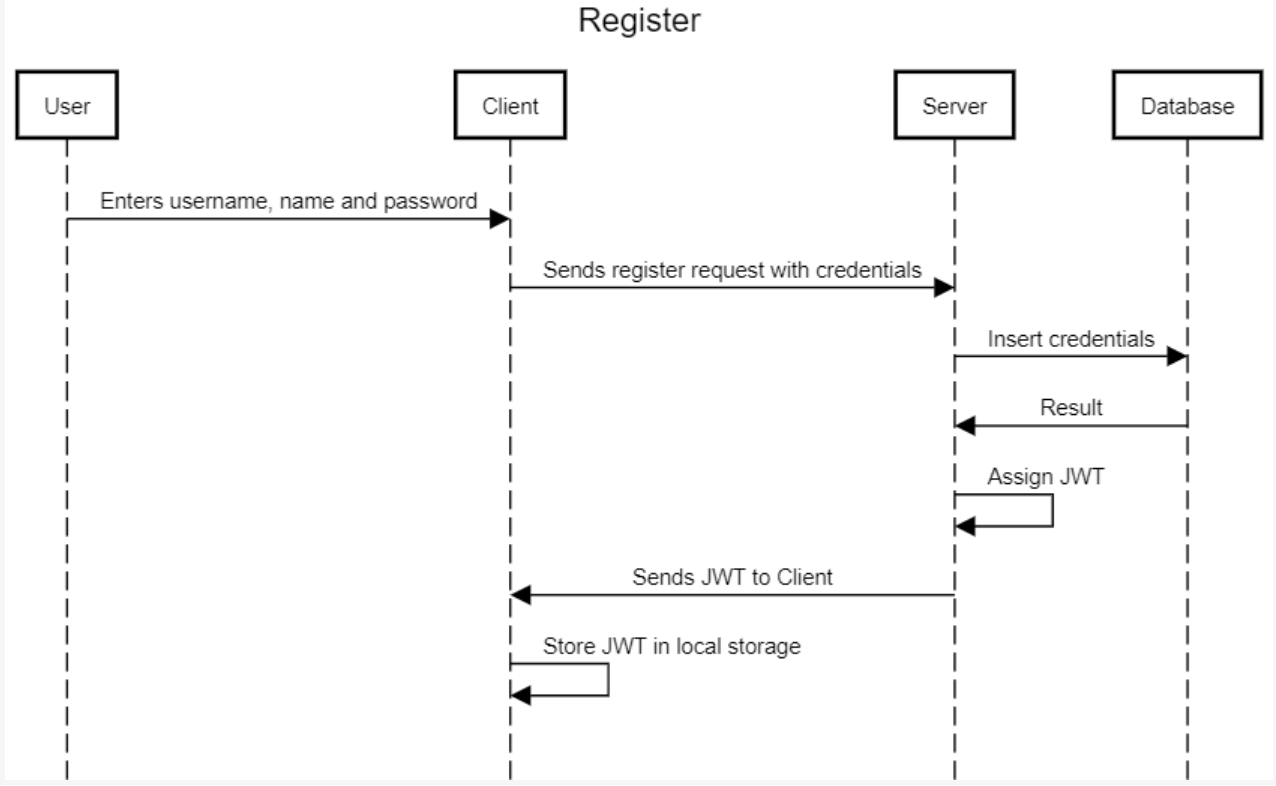 Register
User
Client
Server
Database
Enters username, name and password
Sends register request with credentials
Insert credentials
Result
Assign JWT
Sends JWT to Client
Store JWT in local storage